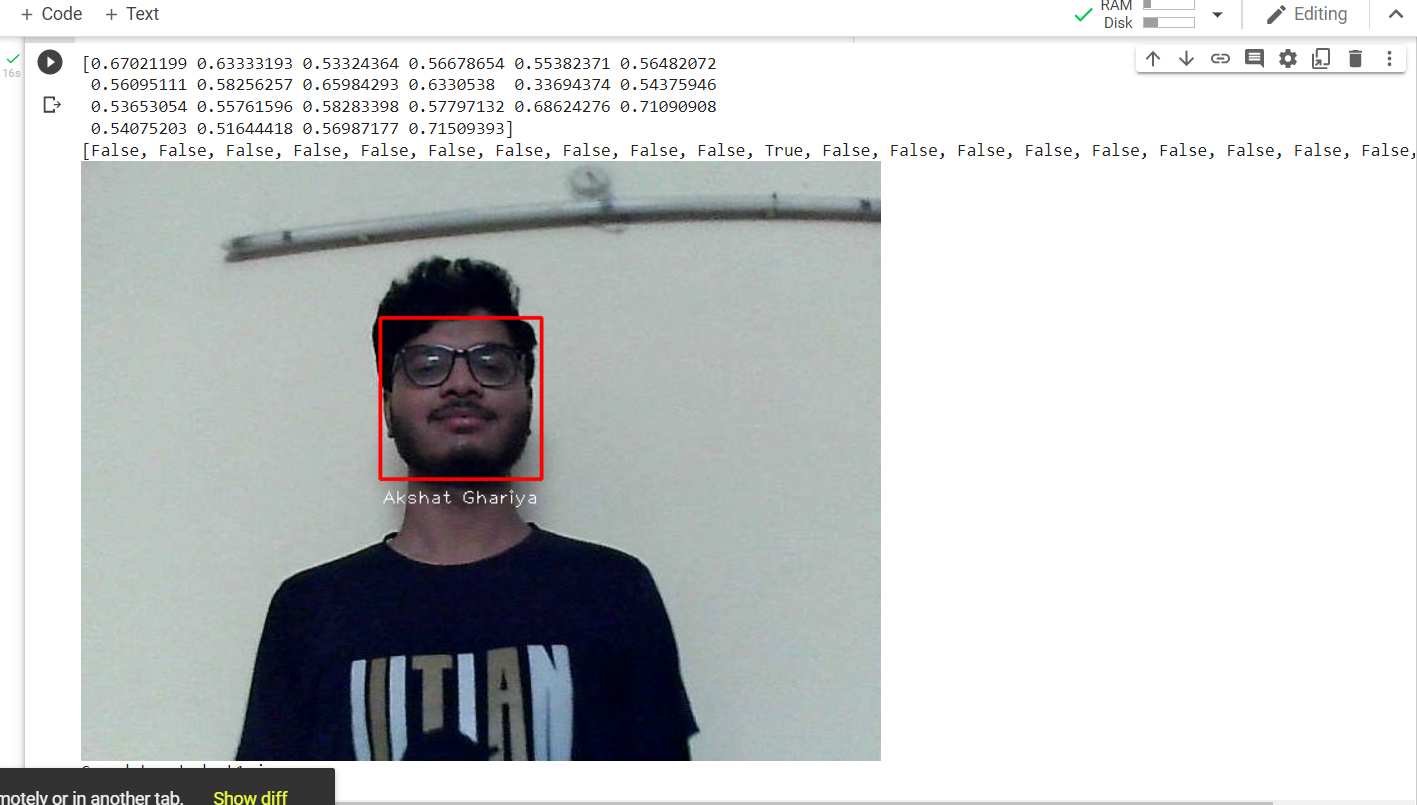 + Code + Text
RAM
Disk
Editing
16s
[0.67021199 0.63333193 0.53324364 0.56678654 0.55382371 0.56482072
0.56095111 0.58256257 0.65984293 0.6330538 0.33694374 0.54375946
0.53653054 0.55761596 0.58283398 0.57797132 0.68624276 0.71090908
0.54075203 0.51644418 0.56987177 0.71509393]
[False, False, False, False, False, False, False, False, False, False, True, False, False, False, False, False, False, False, False, False,
Akshat Ghariya
IIITIAN
motely or in another tab. Show diff